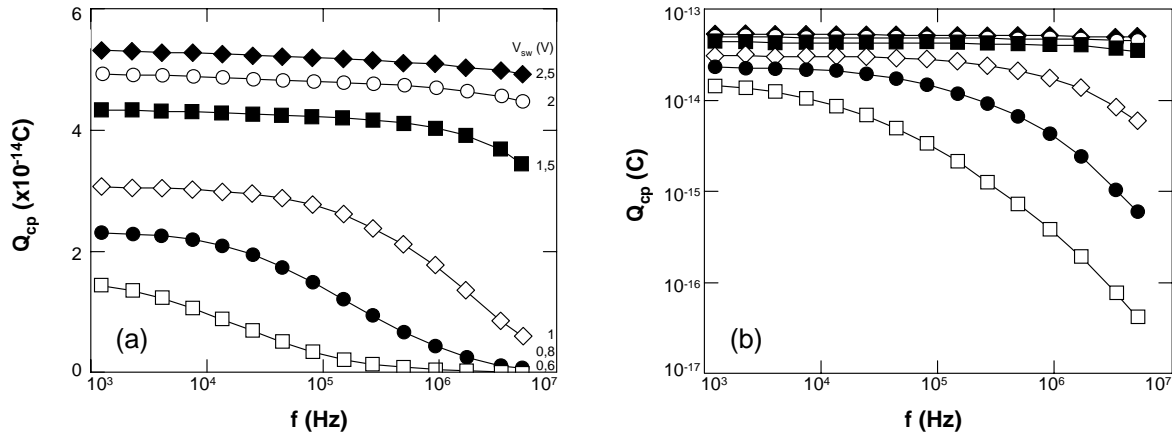 6
4
2
0
Q_cp (x10^-14 C)
V_sw (V)
2,5
2
1,5
1
0,8
0,6
(a)
10^3 10^4 10^5 10^6 10^7
f (Hz)
10^-13
10^-14
10^-15
10^-16
10^-17
Q_cp (C)
(b)
10^3 10^4 10^5 10^6 10^7
f (Hz)